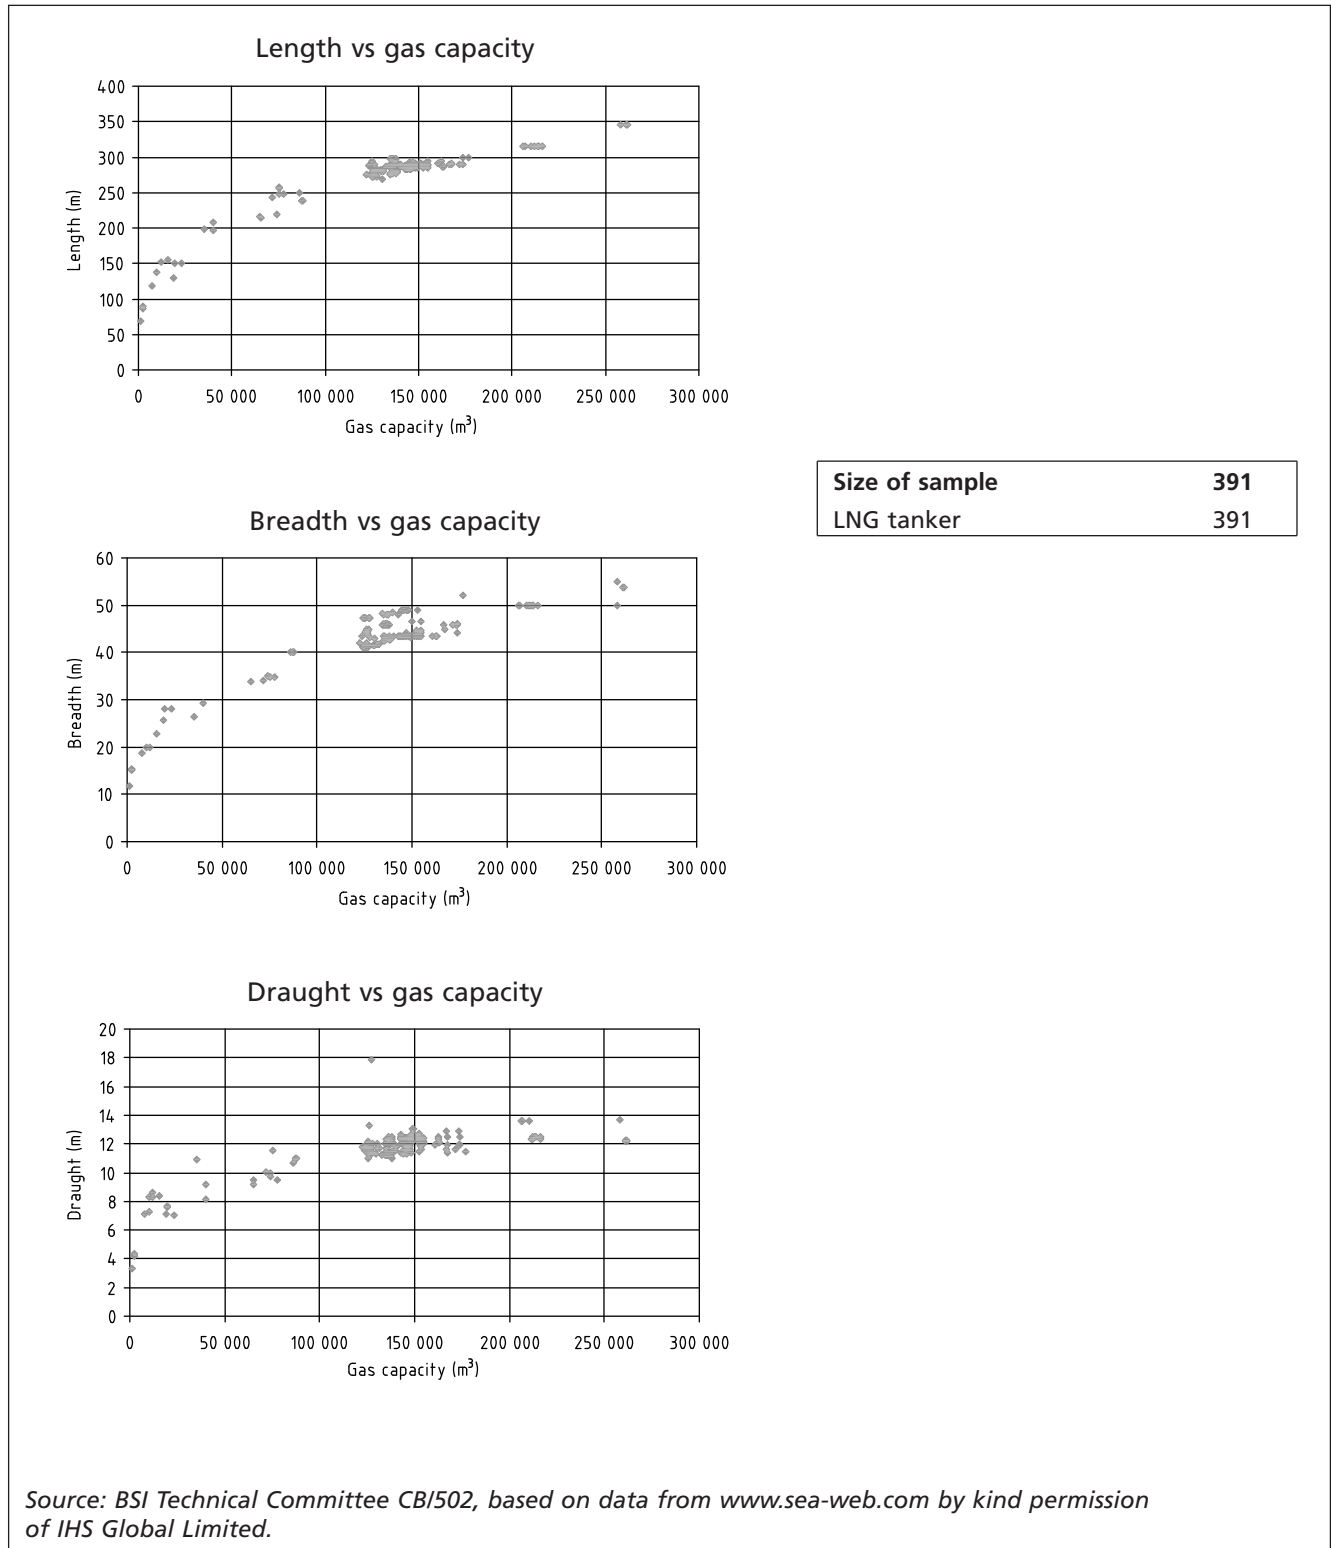 Length vs gas capacity
400
350
300
250
200
150
100
50
0
Length (m)
0 50 000 100 000 150 000 200 000 250 000 300 000
Gas capacity (m³)
Size of sample 391
LNG tanker 391
Breadth vs gas capacity
60
50
40
30
20
10
0
Breadth (m)
0 50 000 100 000 150 000 200 000 250 000 300 000
Gas capacity (m³)
Draught vs gas capacity
20
18
16
14
12
10
8
6
4
2
0
Draught (m)
0 50 000 100 000 150 000 200 000 250 000 300 000
Gas capacity (m³)
Source: BSI Technical Committee CB/502, based on data from www.sea-web.com by kind permission
of IHS Global Limited.